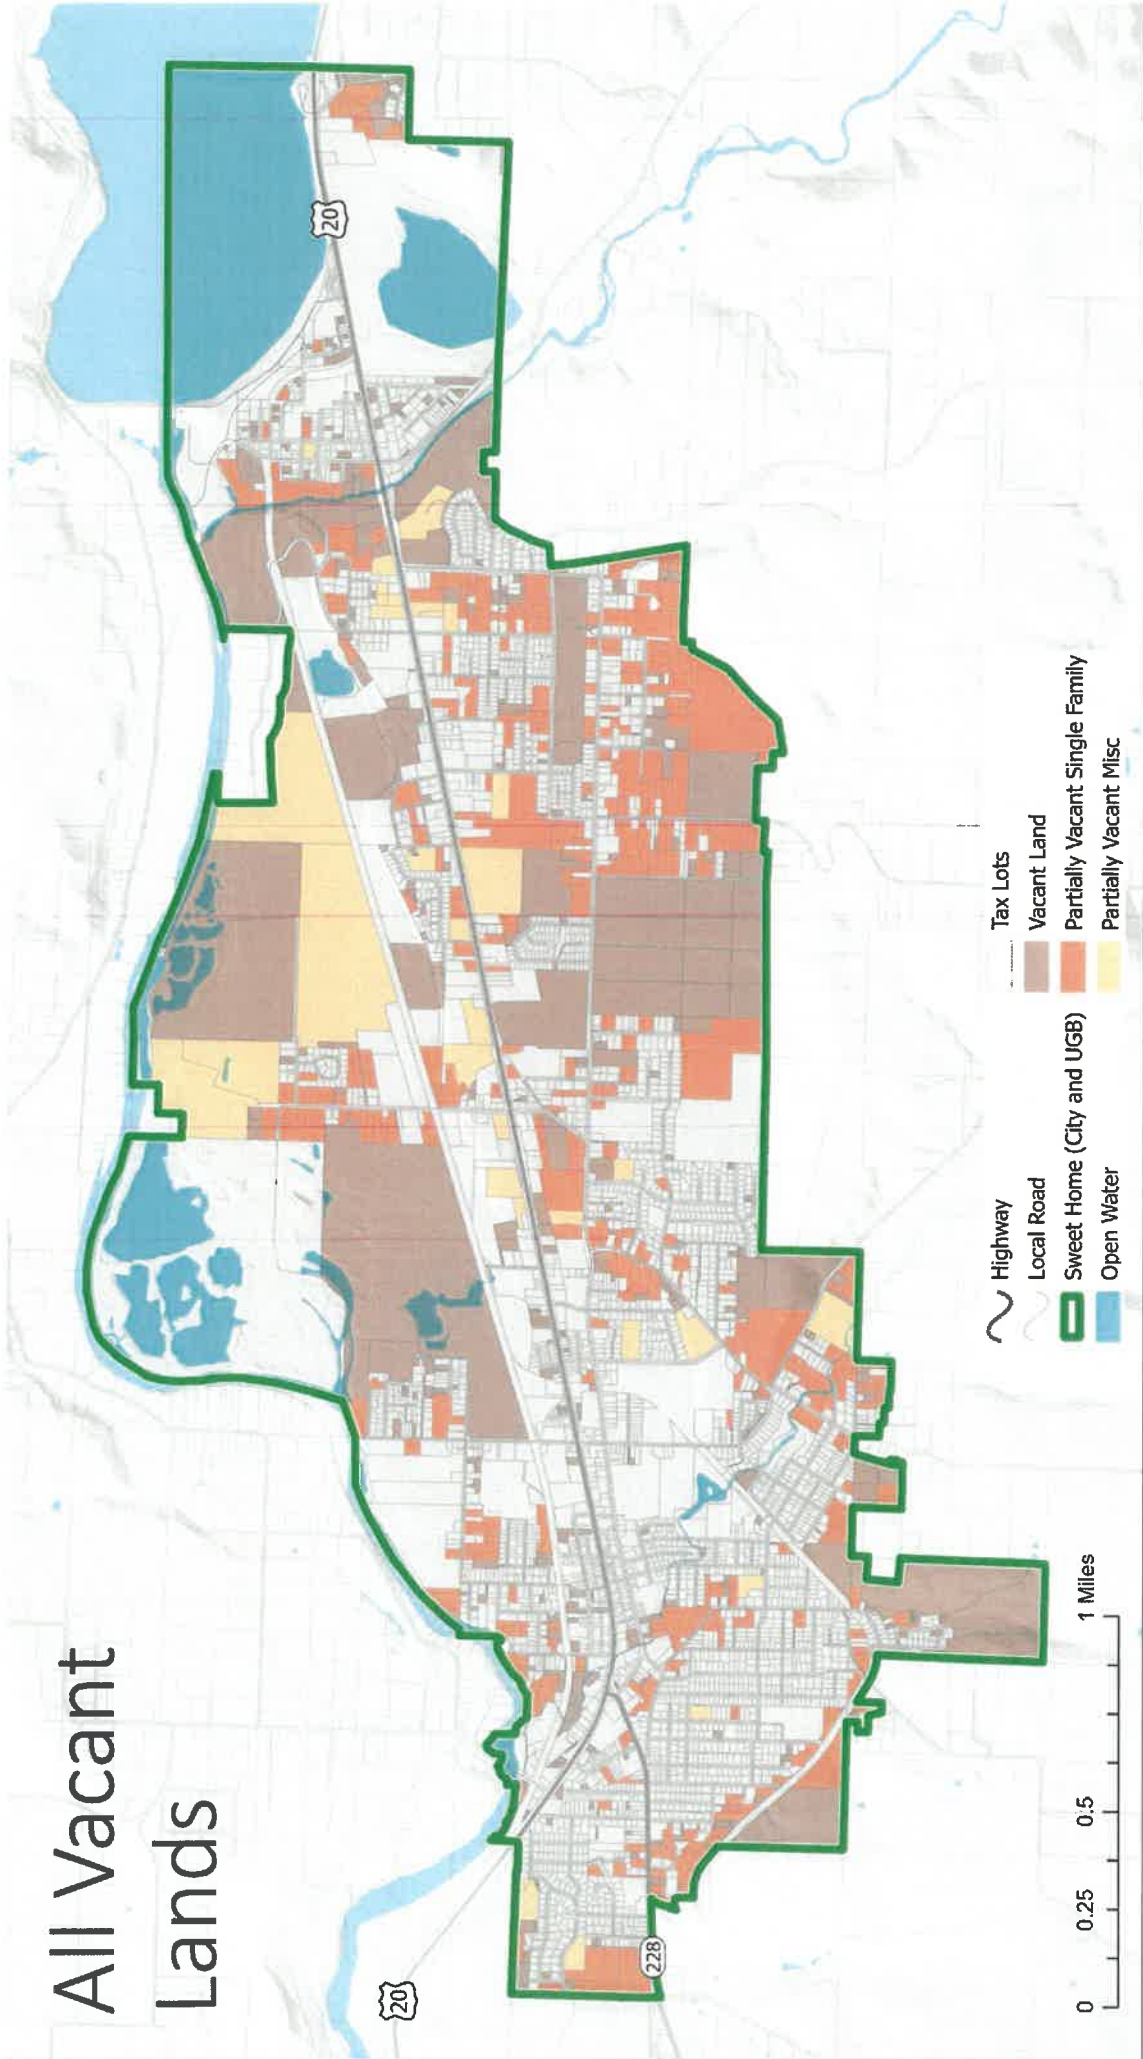 All Vacant
Lands
20
20
228
Highway
Local Road
Sweet Home (City and UGB)
Open Water
Tax Lots
Vacant Land
Partially Vacant Single Family
Partially Vacant Misc
0 0.25 0.5 1 Miles